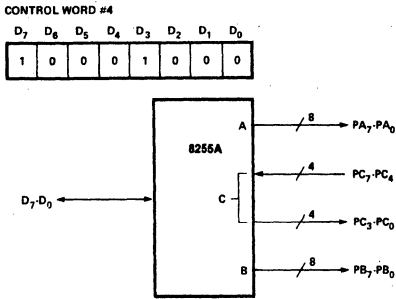 CONTROL WORD #4
D7 D6 D5 D4 D3 D2 D1 D0
1 0 0 0 1 0 0 0
8255A
A 8 PA7-PA0
4 PC7-PC4
D7-D0 C
4 PC3-PC0
B 8 PB7-PB0